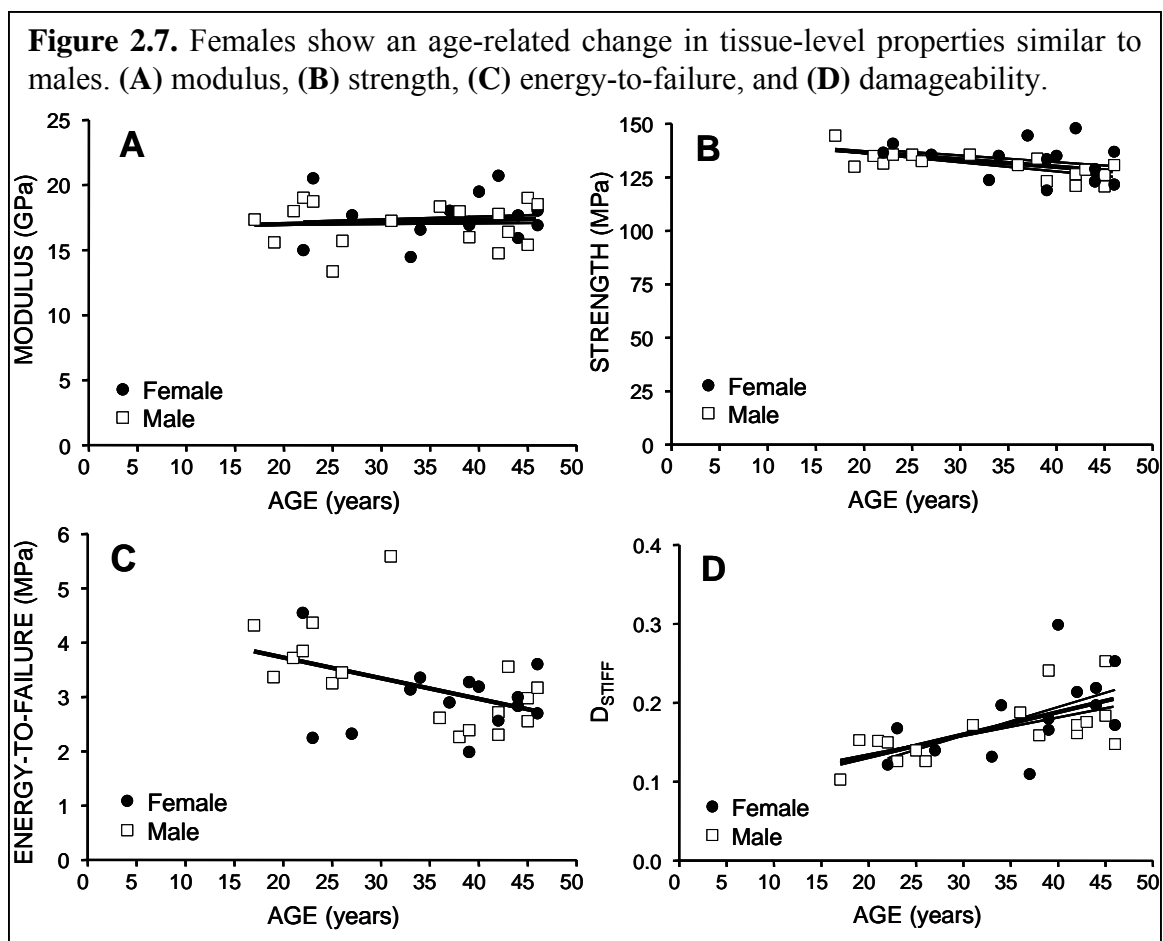 Figure 2.7. Females show an age-related change in tissue-level properties similar to
males. (A) modulus, (B) strength, (C) energy-to-failure, and (D) damageability.
A
MODULUS (GPa)
25
20
15
10
5
0
Female
Male
0 5 10 15 20 25 30 35 40 45 50
AGE (years)
B
STRENGTH (MPa)
150
125
100
75
50
25
0
Female
Male
0 5 10 15 20 25 30 35 40 45 50
AGE (years)
C
ENERGY-TO-FAILURE (MPa)
6
5
4
3
2
1
0
Female
Male
0 5 10 15 20 25 30 35 40 45 50
AGE (years)
D
DSTIFF
0.4
0.3
0.2
0.1
0.0
Female
Male
0 5 10 15 20 25 30 35 40 45 50
AGE (years)